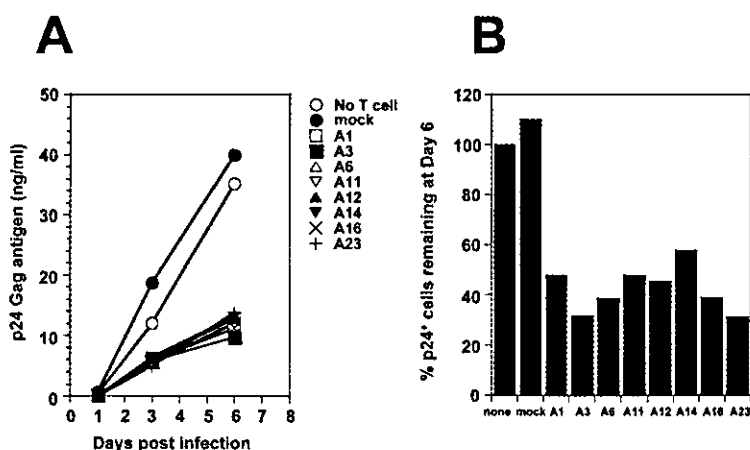 A
50
40
30
20
10
0
0 1 2 3 4 5 6 7 8
p24 Gag antigen (ng/ml)
Days post infection
No T cell
mock
A1
A3
A6
A11
A12
A14
A16
A23
B
120
100
80
60
40
20
0
% p24⁺ cells remaining at Day 6
none mock A1 A3 A6 A11 A12 A14 A16 A23